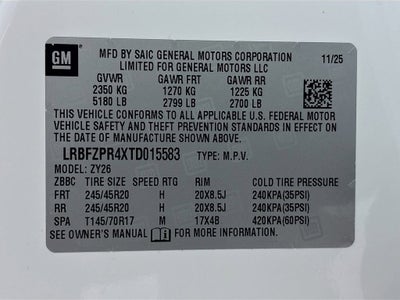 GM
MFD BY SAIC GENERAL MOTORS CORPORATION 11/25
LIMITED FOR GENERAL MOTORS LLC
GVWR GAWR FRT GAWR RR
2350 KG 1270 KG 1225 KG
5180 LB 2799 LB 2700 LB
THIS VEHICLE CONFORMS TO ALL APPLICABLE U.S. FEDERAL MOTOR
VEHICLE SAFETY, BUMPER, AND THEFT PREVENTION STANDARDS IN
EFFECT ON THE DATE OF MANUFACTURE SHOWN ABOVE.
LRBFZPR4XTD015583 TYPE: M.P.V.
MODEL: ZY26
ZBBC TIRE SIZE SPEED RTG RIM COLD TIRE PRESSURE
FRT 245/45R20 H 20X8.5J 240KPA(35PSI)
RR 245/45R20 H 20X8.5J 240KPA(35PSI)
SPA T145/70R17 M 17X4B 420KPA(60PSI)
SEE OWNER'S MANUAL FOR MORE INFORMATION.